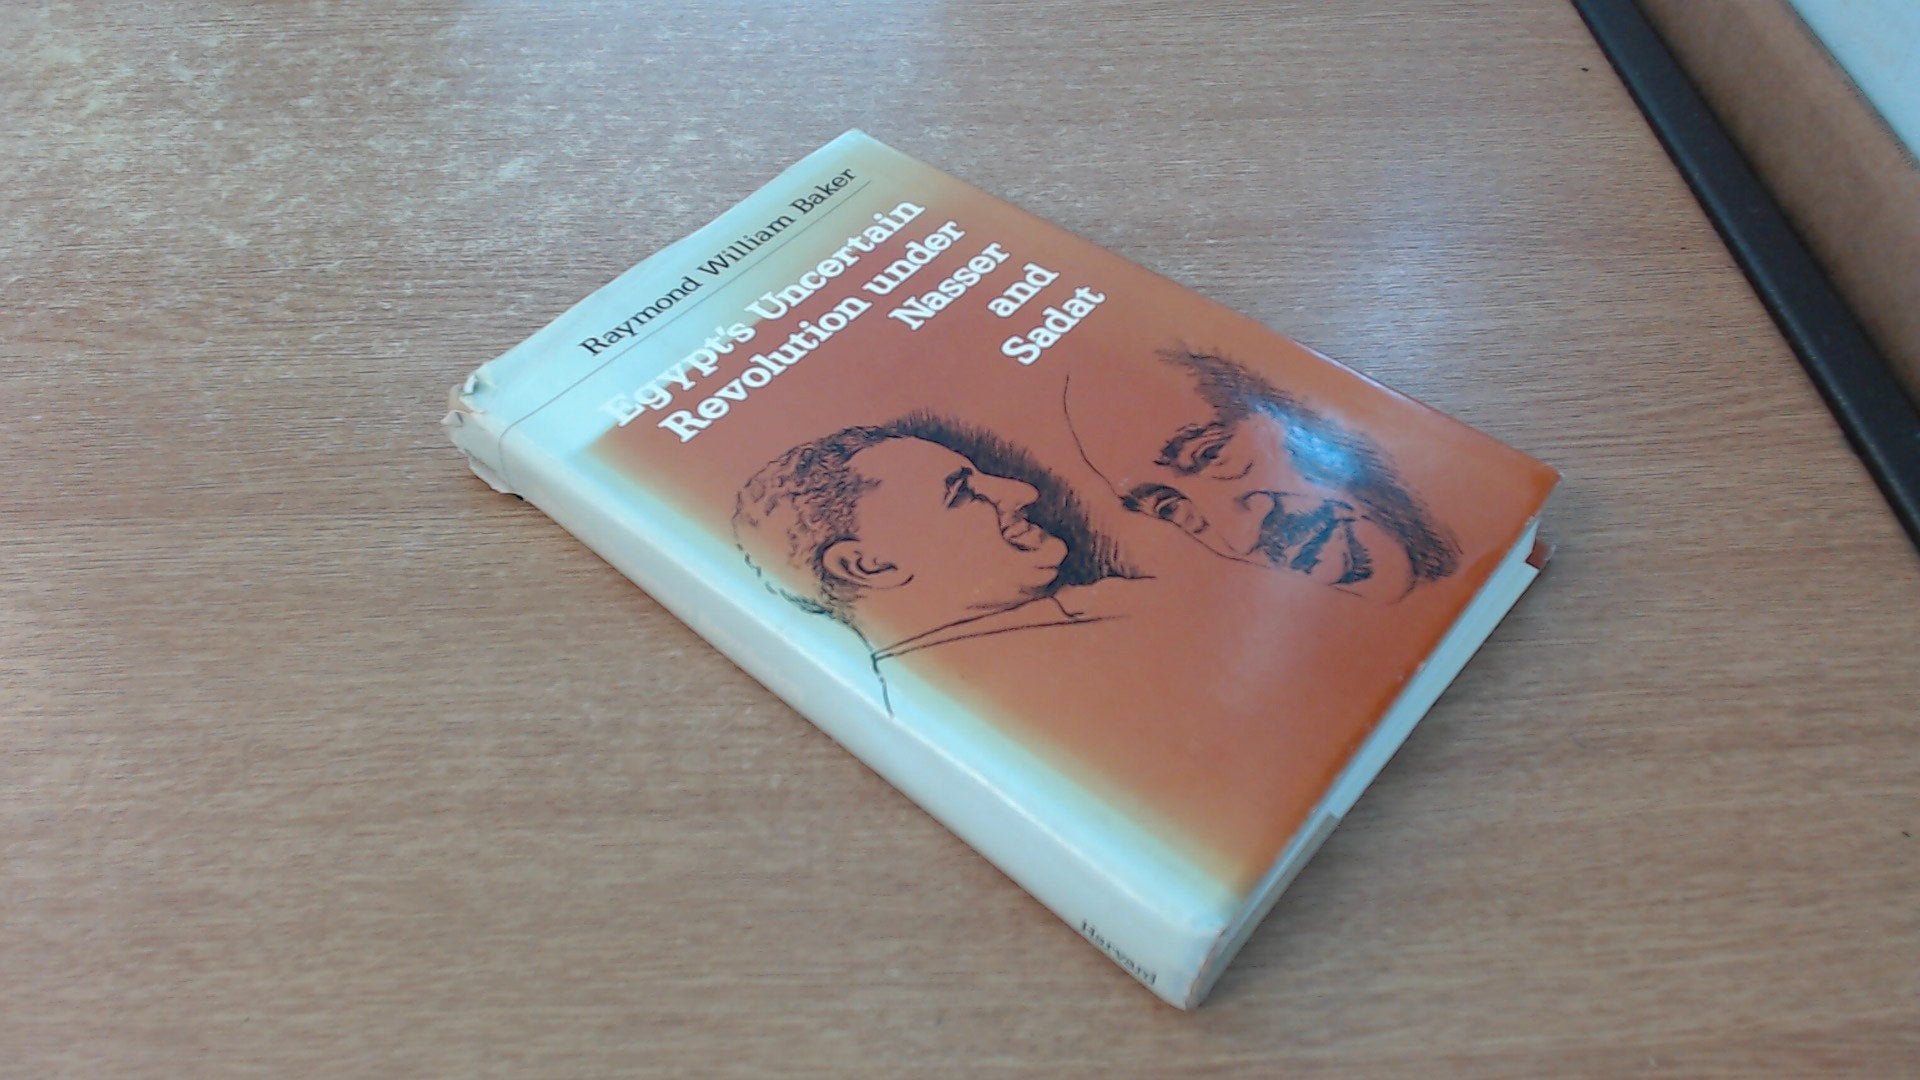 Raymond William Baker
Egypt's Uncertain
Revolution under
Nasser
and
Sadat
Harvard